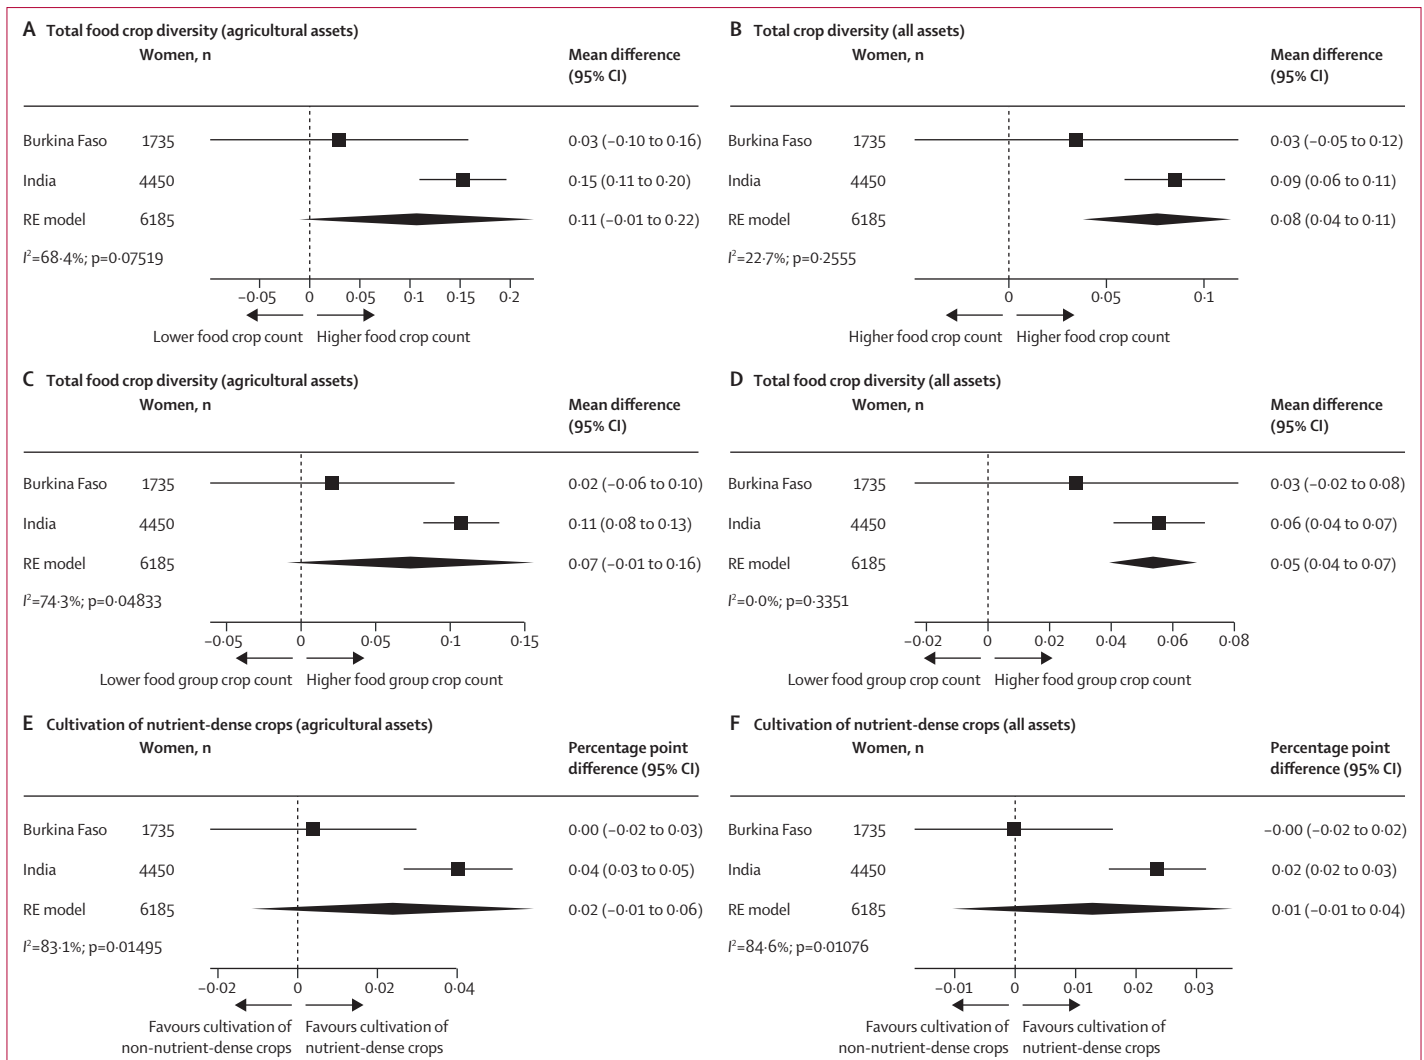 A Total food crop diversity (agricultural assets)
Women, n
Mean difference
(95% CI)
Burkina Faso 1735 0·03 (−0·10 to 0·16)
India 4450 0·15 (0·11 to 0·20)
RE model 6185 0·11 (−0·01 to 0·22)
I²=68·4%; p=0·07519
−0·05 0 0·05 0·1 0·15 0·2
Lower food crop count Higher food crop count
B Total crop diversity (all assets)
Women, n
Mean difference
(95% CI)
Burkina Faso 1735 0·03 (−0·05 to 0·12)
India 4450 0·09 (0·06 to 0·11)
RE model 6185 0·08 (0·04 to 0·11)
I²=22·7%; p=0·2555
0 0·05 0·1
Higher food crop count Higher food crop count
C Total food crop diversity (agricultural assets)
Women, n
Mean difference
(95% CI)
Burkina Faso 1735 0·02 (−0·06 to 0·10)
India 4450 0·11 (0·08 to 0·13)
RE model 6185 0·07 (−0·01 to 0·16)
I²=74·3%; p=0·04833
−0·05 0 0·05 0·1 0·15
Lower food group crop count Higher food group crop count
D Total food crop diversity (all assets)
Women, n
Mean difference
(95% CI)
Burkina Faso 1735 0·03 (−0·02 to 0·08)
India 4450 0·06 (0·04 to 0·07)
RE model 6185 0·05 (0·04 to 0·07)
I²=0·0%; p=0·3351
−0·02 0 0·02 0·04 0·06 0·08
Lower food group crop count Higher food group crop count
E Cultivation of nutrient-dense crops (agricultural assets)
Women, n
Percentage point
difference (95% CI)
Burkina Faso 1735 0·00 (−0·02 to 0·03)
India 4450 0·04 (0·03 to 0·05)
RE model 6185 0·02 (−0·01 to 0·06)
I²=83·1%; p=0·01495
−0·02 0 0·02 0·04
Favours cultivation of Favours cultivation of
non-nutrient-dense crops nutrient-dense crops
F Cultivation of nutrient-dense crops (all assets)
Women, n
Percentage point
difference (95% CI)
Burkina Faso 1735 −0·00 (−0·02 to 0·02)
India 4450 0·02 (0·02 to 0·03)
RE model 6185 0·01 (−0·01 to 0·04)
I²=84·6%; p=0·01076
−0·01 0 0·01 0·02 0·03
Favours cultivation of Favours cultivation of
non-nutrient-dense crops nutrient-dense crops